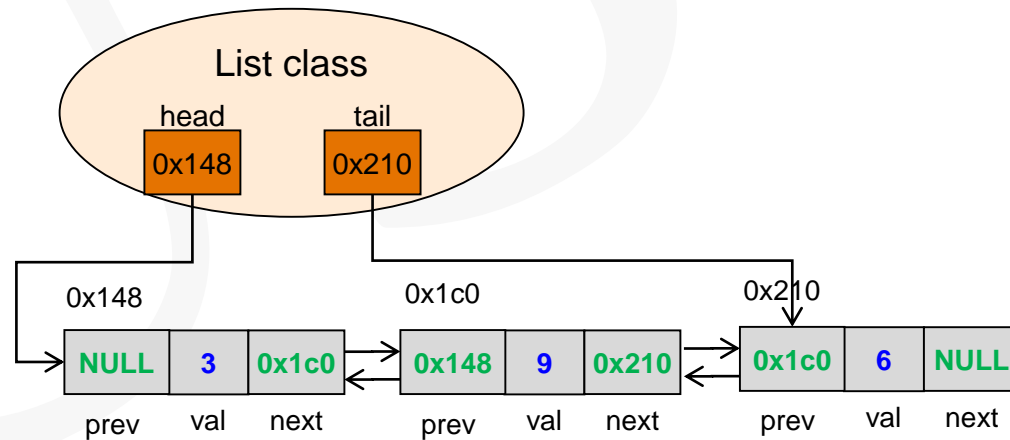 List class
head tail
0x148 0x210
0x148 0x1c0 0x210
NULL 3 0x1c0 0x148 9 0x210 0x1c0 6 NULL
prev val next prev val next prev val next